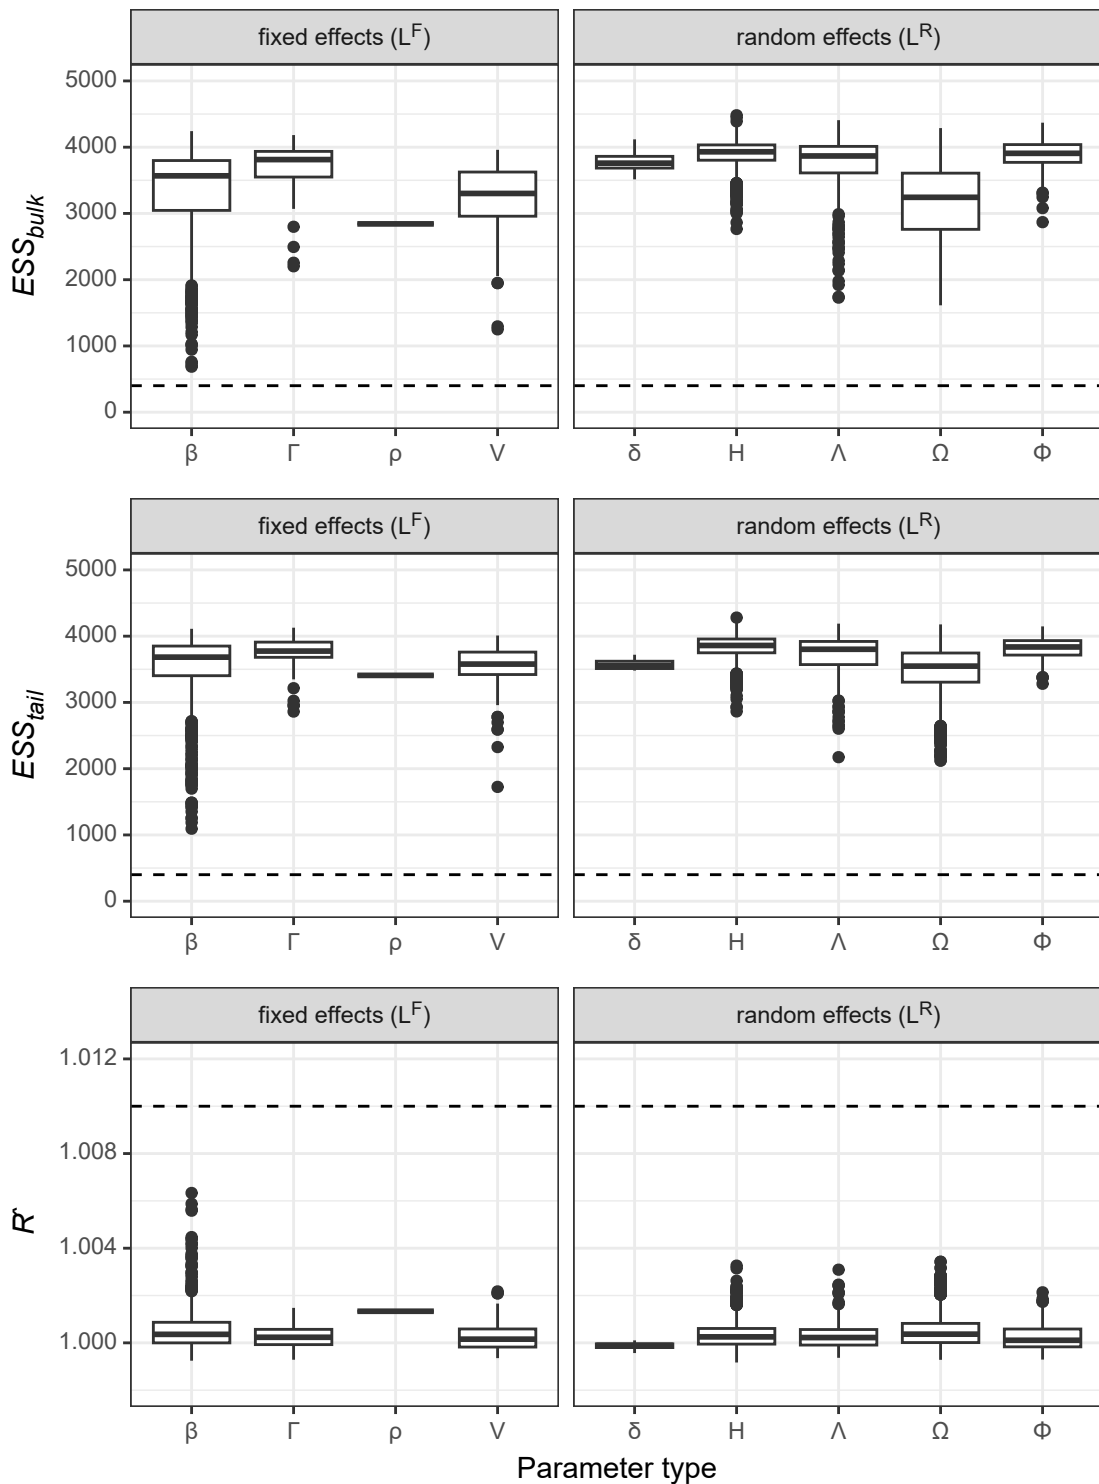 fixed effects (L^F) random effects (L^R)
5000
4000
3000
2000
1000
0
ESS_bulk
β Γ ρ V δ H Λ Ω Φ
fixed effects (L^F) random effects (L^R)
5000
4000
3000
2000
1000
0
ESS_tail
β Γ ρ V δ H Λ Ω Φ
fixed effects (L^F) random effects (L^R)
1.012
1.008
1.004
1.000
R̂
β Γ ρ V δ H Λ Ω Φ
Parameter type